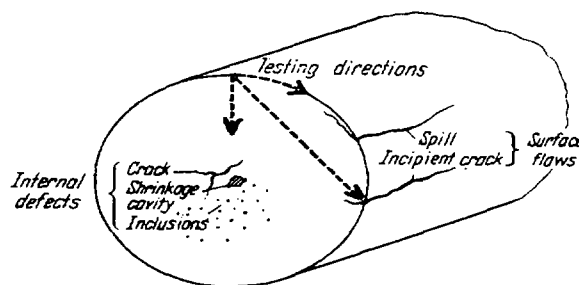 Testing directions
Spill
Incipient crack
Surface
flaws
Internal
defects
Crack
Shrinkage
cavity
Inclusions